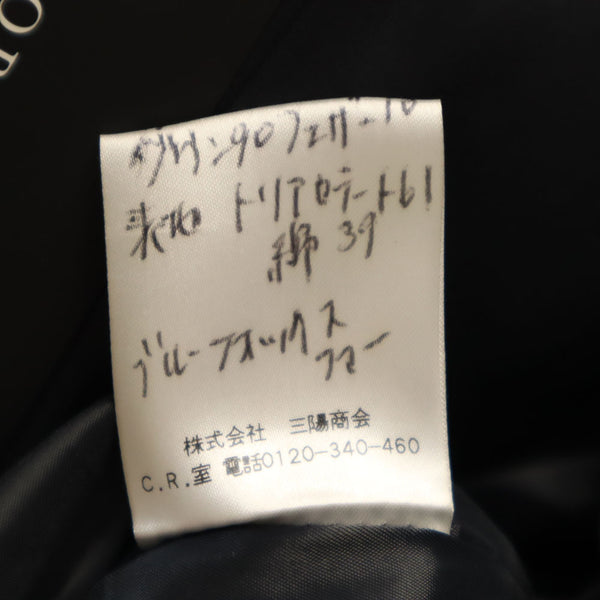 ダウン90フェザー10
表地 トリアセテート61
綿 39
ブルーフォックス
ファー
株式会社 三陽商会
C.R.室 電話0120-340-460